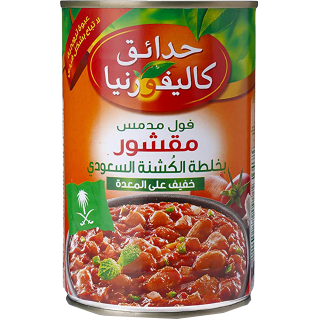 حدائق
كاليفورنيا
فول مدمس
مقشور
بخلطة الكُشنة السعودي
خفيف على المعدة